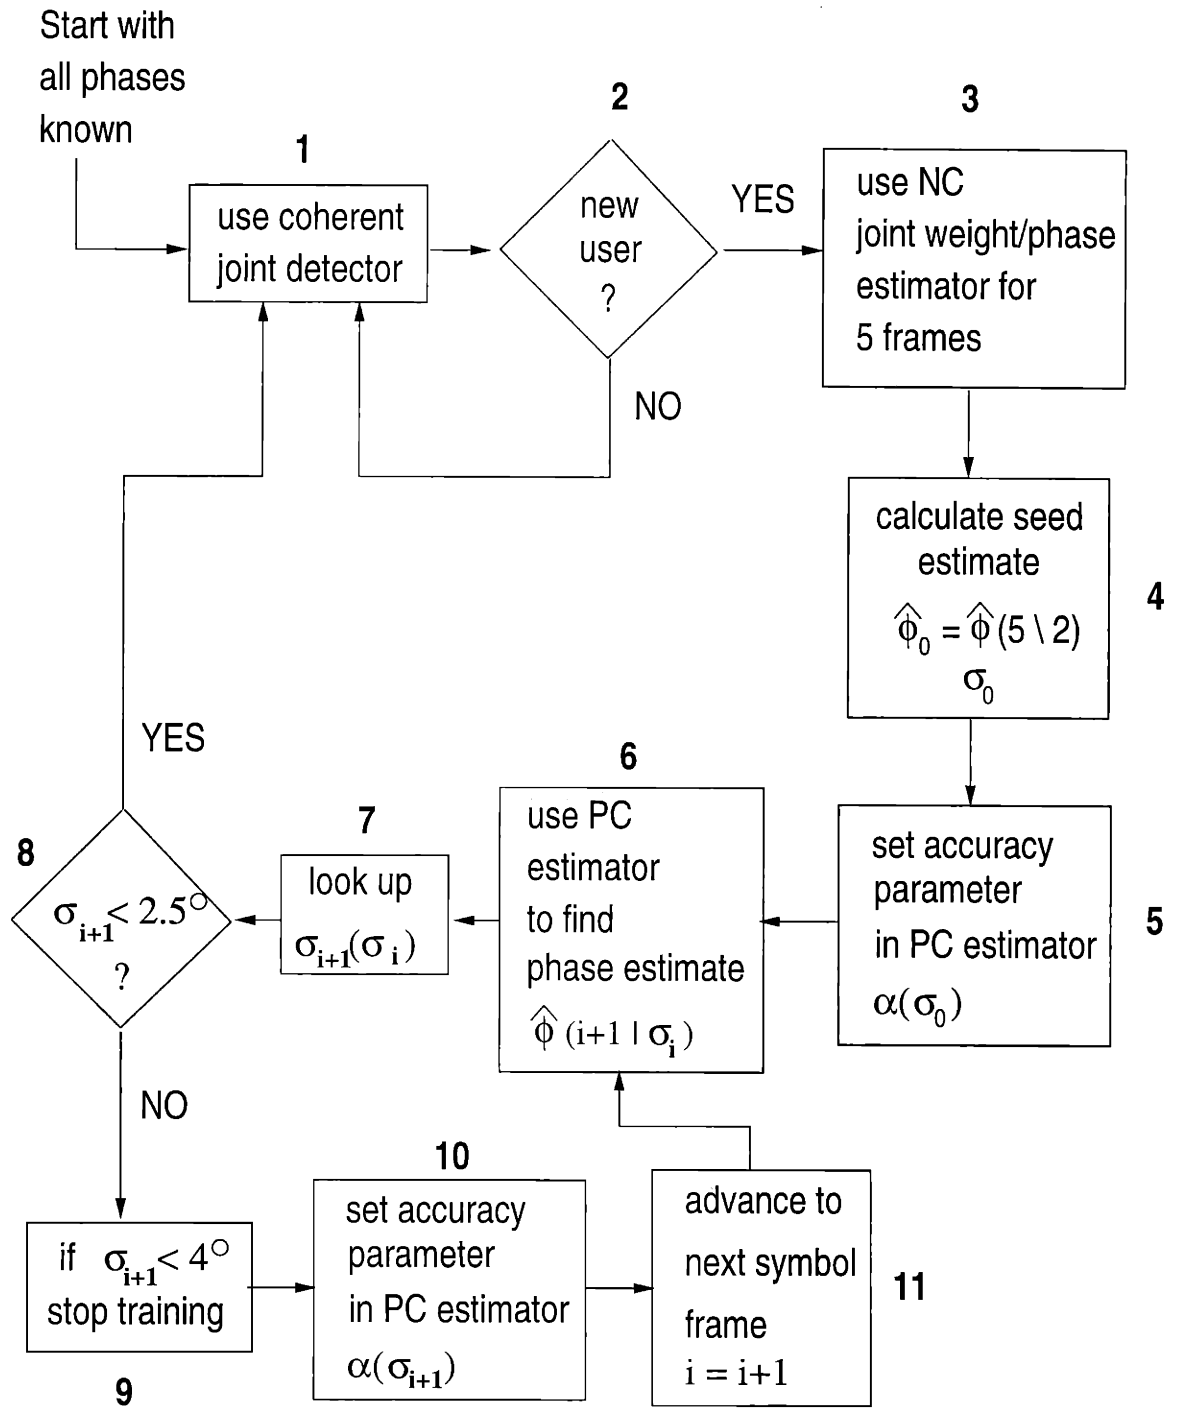 Start with
all phases
known
1
use coherent
joint detector
2
new
user
?
YES
NO
3
use NC
joint weight/phase
estimator for
5 frames
4
calculate seed
estimate
φ̂₀ = φ̂ (5 \ 2)
σ₀
5
set accuracy
parameter
in PC estimator
α(σ₀)
6
use PC
estimator
to find
phase estimate
φ̂ (i+1 | σᵢ )
7
look up
σᵢ₊₁(σᵢ)
8
σᵢ₊₁ < 2.5°
?
YES
NO
if σᵢ₊₁ < 4°
stop training
9
10
set accuracy
parameter
in PC estimator
α(σᵢ₊₁)
11
advance to
next symbol
frame
i = i+1